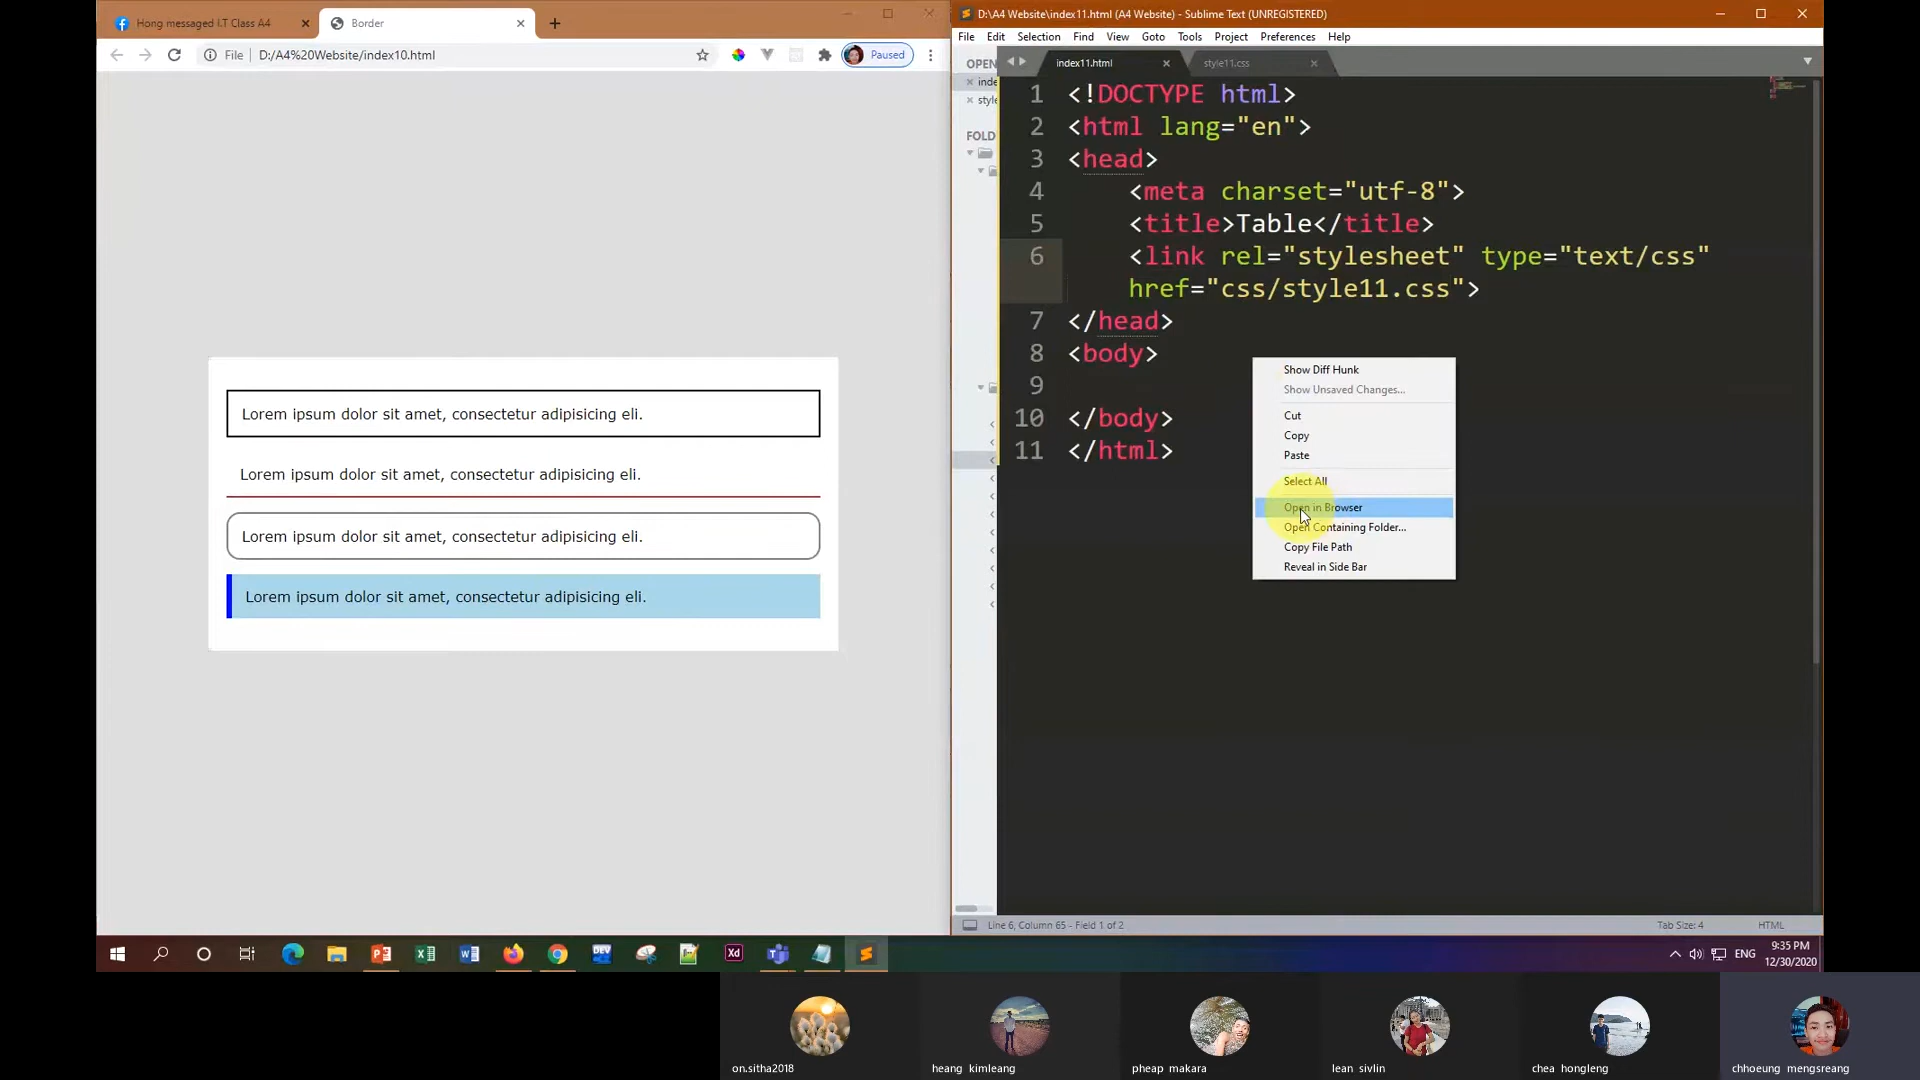 Hong messaged I.T Class A4
Border
File
D:/A4%20Website/index10.html
Paused
Lorem ipsum dolor sit amet, consectetur adipisicing eli.
Lorem ipsum dolor sit amet, consectetur adipisicing eli.
Lorem ipsum dolor sit amet, consectetur adipisicing eli.
Lorem ipsum dolor sit amet, consectetur adipisicing eli.
D:\A4 Website\index11.html (A4 Website) - Sublime Text (UNREGISTERED)
File Edit Selection Find View Goto Tools Project Preferences Help
OPEN
inde
style
FOLD
index11.html
style11.css
1 <!DOCTYPE html>
2 <html lang="en">
3 <head>
4 <meta charset="utf-8">
5 <title>Table</title>
6 <link rel="stylesheet" type="text/css"
href="css/style11.css">
7 </head>
8 <body>
9
10 </body>
11 </html>
Show Diff Hunk
Show Unsaved Changes...
Cut
Copy
Paste
Select All
Open in Browser
Open Containing Folder...
Copy File Path
Reveal in Side Bar
Line 6, Column 65 - Field 1 of 2
Tab Size: 4
HTML
DEV
Xd
ENG
9:35 PM
12/30/2020
on.sitha2018
heang kimleang
pheap makara
lean sivlin
chea hongleng
chhoeung mengsreang